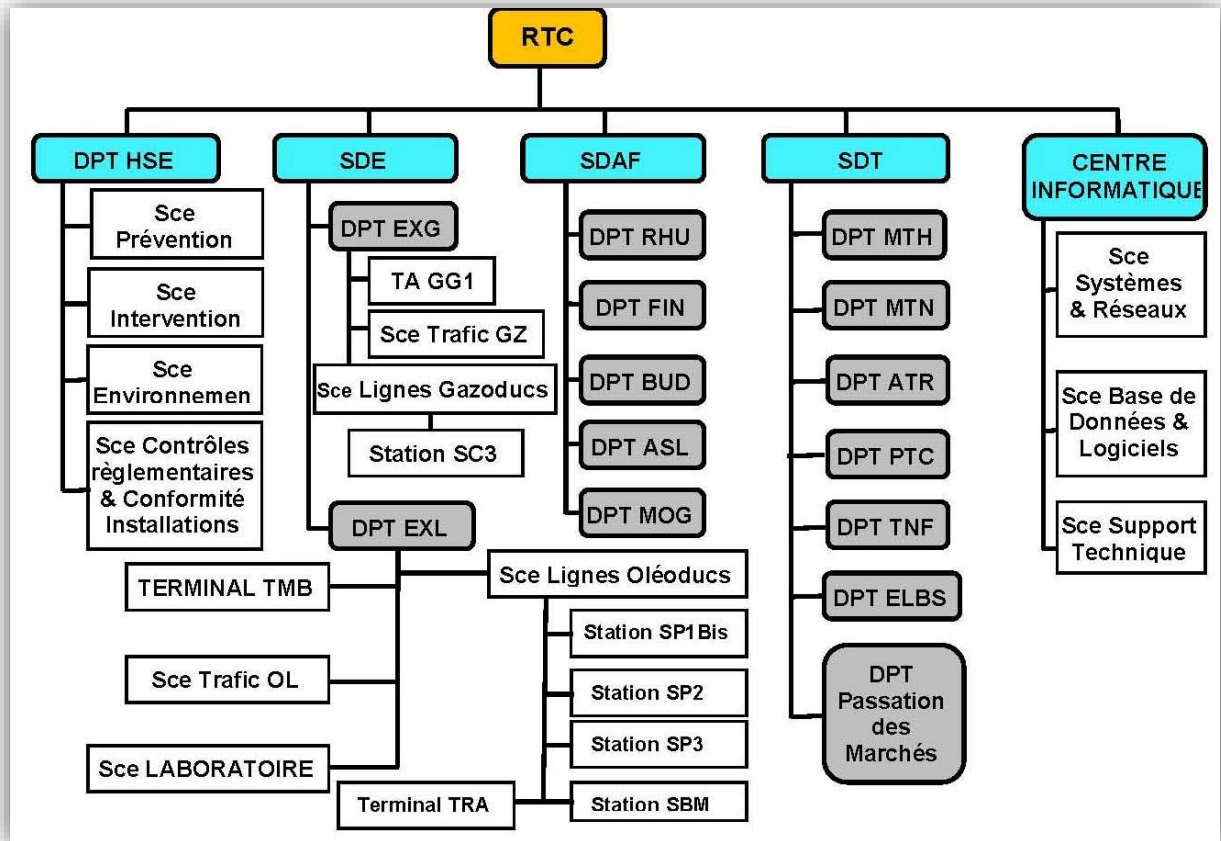 RTC
DPT HSE
Sce
Prévention
Sce
Intervention
Sce
Environnemen
Sce Contrôles
règlementaires
& Conformité
Installations
SDE
DPT EXG
TA GG1
Sce Trafic GZ
Sce Lignes Gazoducs
Station SC3
DPT EXL
TERMINAL TMB
Sce Trafic OL
Sce LABORATOIRE
Sce Lignes Oléoducs
Station SP1Bis
Station SP2
Station SP3
Station SBM
Terminal TRA
SDAF
DPT RHU
DPT FIN
DPT BUD
DPT ASL
DPT MOG
SDT
DPT MTH
DPT MTN
DPT ATR
DPT PTC
DPT TNF
DPT ELBS
DPT
Passation
des
Marchés
CENTRE
INFORMATIQUE
Sce
Systèmes
& Réseaux
Sce Base de
Données &
Logiciels
Sce Support
Technique